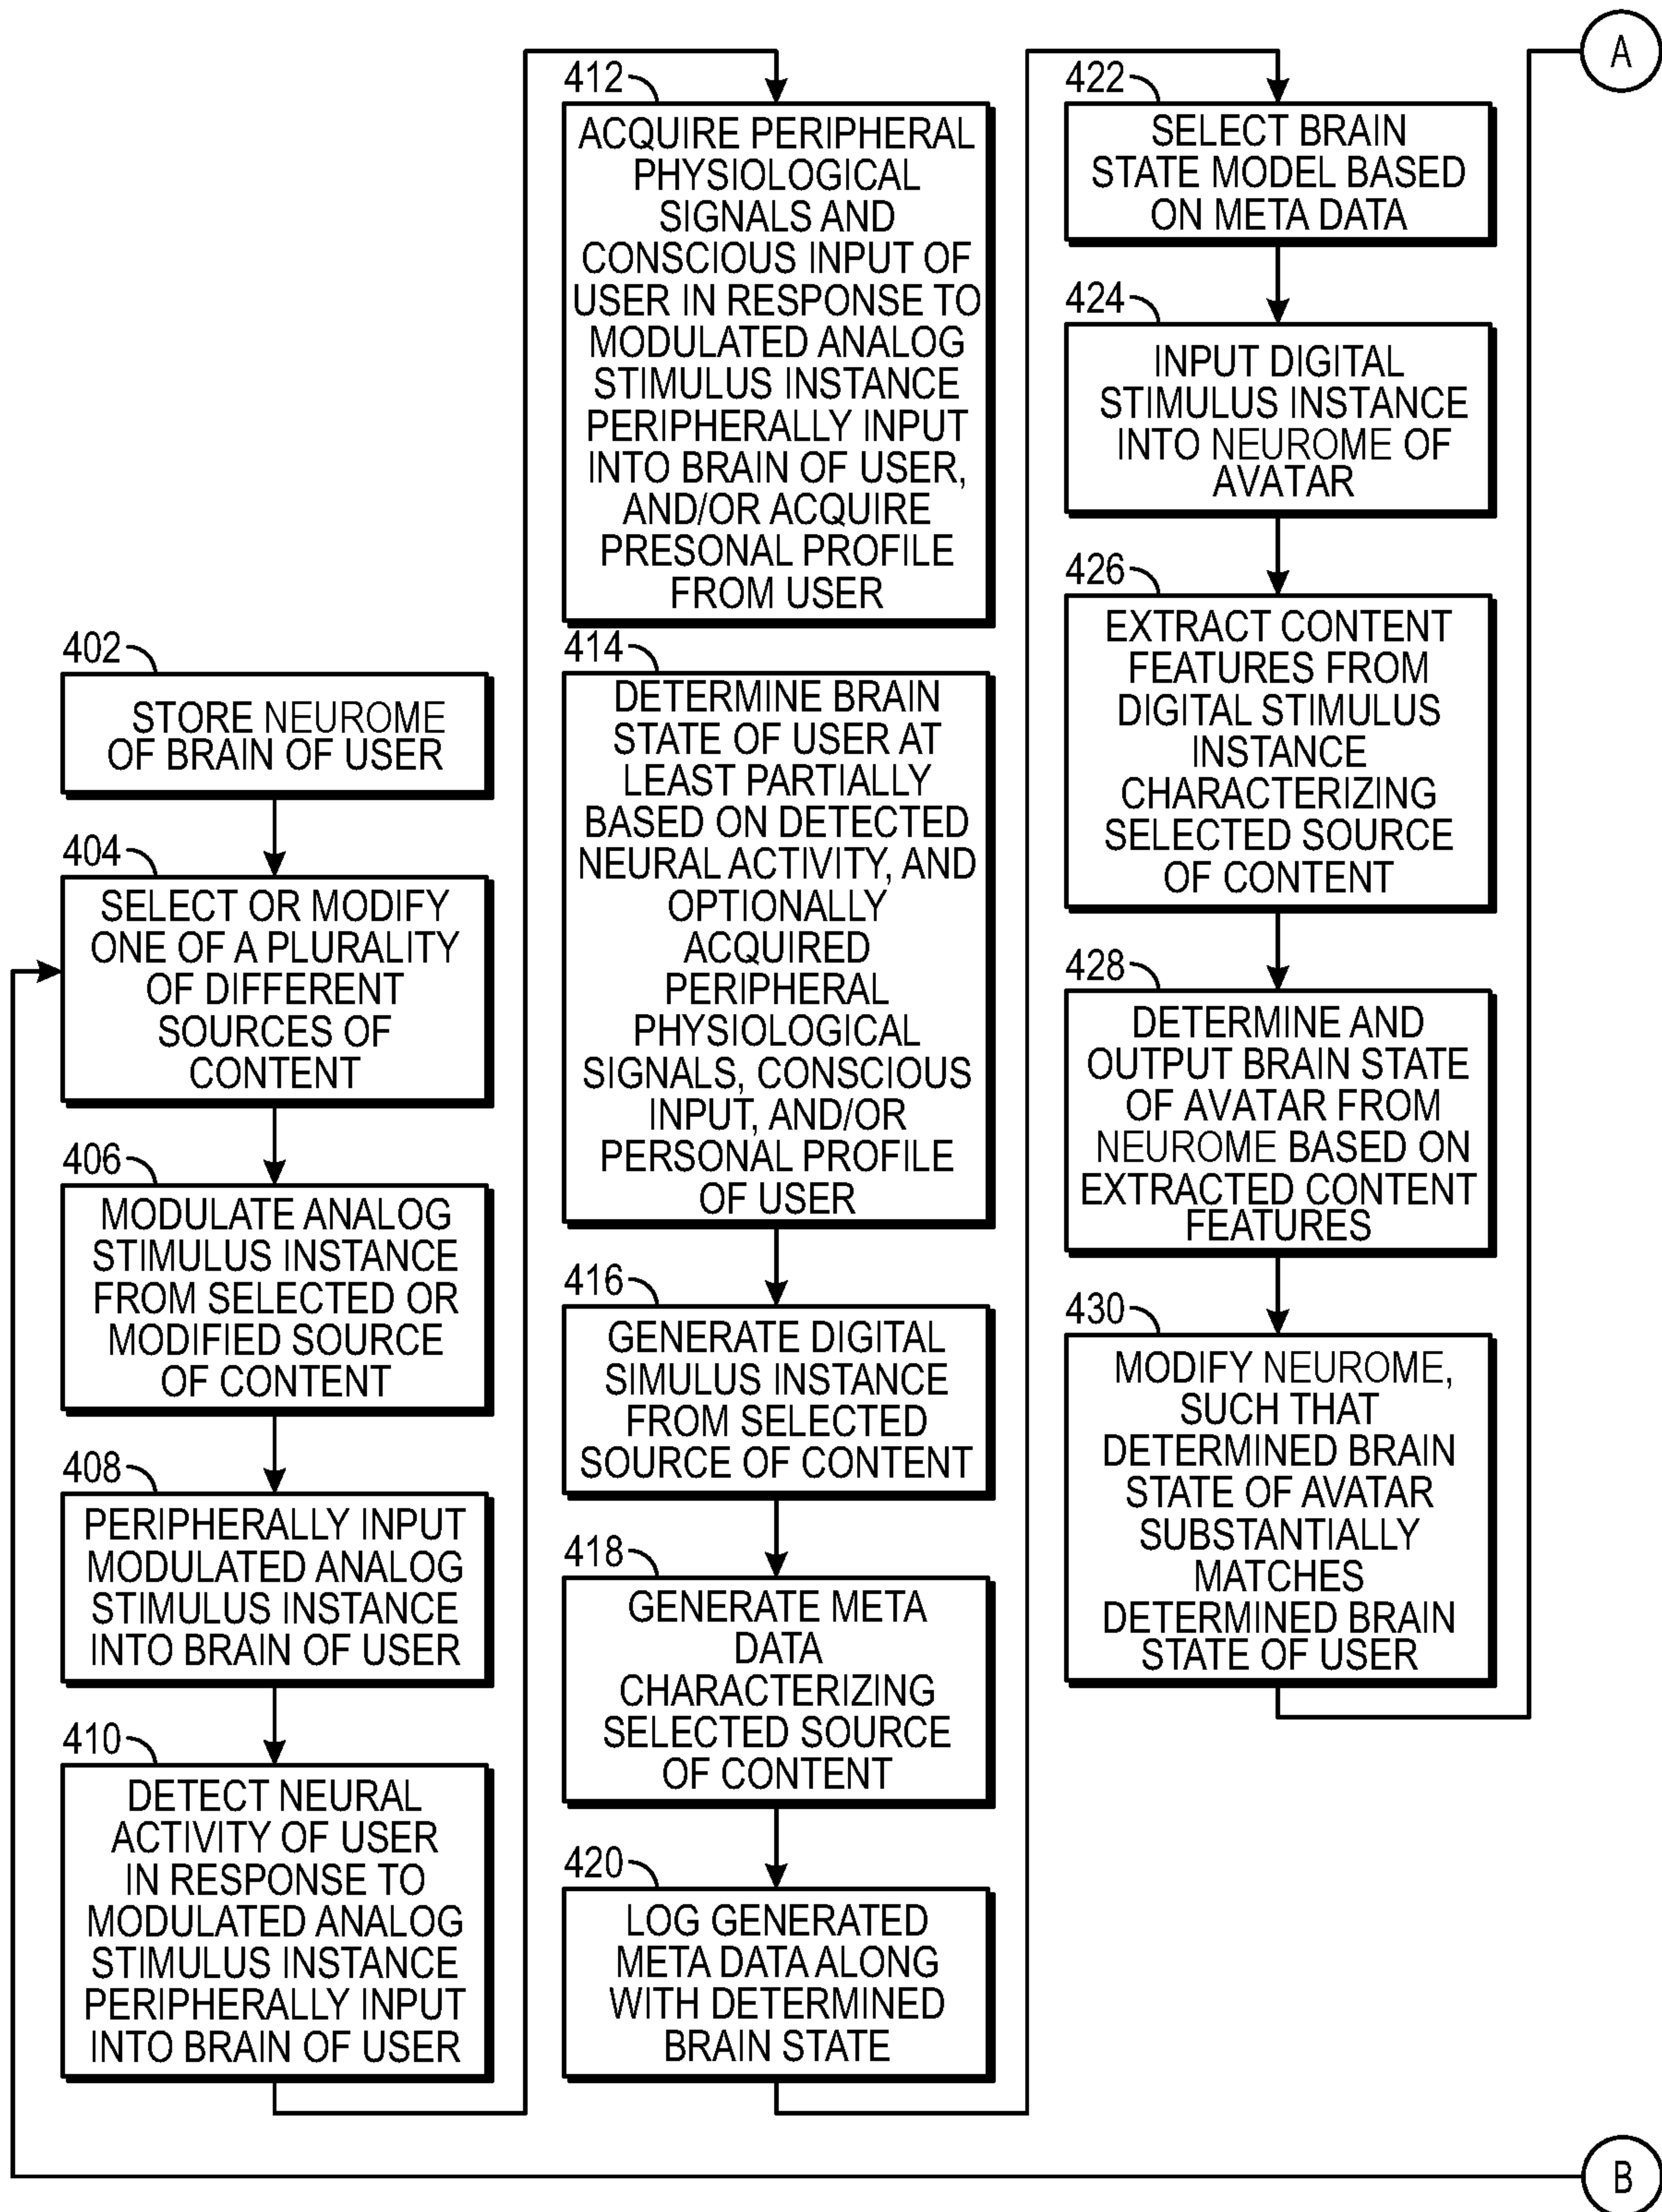 402
STORE NEUROME
OF BRAIN OF USER
404
SELECT OR MODIFY
ONE OF A PLURALITY
OF DIFFERENT
SOURCES OF
CONTENT
406
MODULATE ANALOG
STIMULUS INSTANCE
FROM SELECTED OR
MODIFIED SOURCE
OF CONTENT
408
PERIPHERALLY INPUT
MODULATED ANALOG
STIMULUS INSTANCE
INTO BRAIN OF USER
410
DETECT NEURAL
ACTIVITY OF USER
IN RESPONSE TO
MODULATED ANALOG
STIMULUS INSTANCE
PERIPHERALLY INPUT
INTO BRAIN OF USER
412
ACQUIRE PERIPHERAL
PHYSIOLOGICAL
SIGNALS AND
CONSCIOUS INPUT OF
USER IN RESPONSE TO
MODULATED ANALOG
STIMULUS INSTANCE
PERIPHERALLY INPUT
INTO BRAIN OF USER,
AND/OR ACQUIRE
PRESONAL PROFILE
FROM USER
414
DETERMINE BRAIN
STATE OF USER AT
LEAST PARTIALLY
BASED ON DETECTED
NEURAL ACTIVITY, AND
OPTIONALLY
ACQUIRED
PERIPHERAL
PHYSIOLOGICAL
SIGNALS, CONSCIOUS
INPUT, AND/OR
PERSONAL PROFILE
OF USER
416
GENERATE DIGITAL
SIMULUS INSTANCE
FROM SELECTED
SOURCE OF CONTENT
418
GENERATE META
DATA
CHARACTERIZING
SELECTED SOURCE
OF CONTENT
420
LOG GENERATED
META DATA ALONG
WITH DETERMINED
BRAIN STATE
422
SELECT BRAIN
STATE MODEL BASED
ON META DATA
424
INPUT DIGITAL
STIMULUS INSTANCE
INTO NEUROME OF
AVATAR
426
EXTRACT CONTENT
FEATURES FROM
DIGITAL STIMULUS
INSTANCE
CHARACTERIZING
SELECTED SOURCE
OF CONTENT
428
DETERMINE AND
OUTPUT BRAIN STATE
OF AVATAR FROM
NEUROME BASED ON
EXTRACTED CONTENT
FEATURES
430
MODIFY NEUROME,
SUCH THAT
DETERMINED BRAIN
STATE OF AVATAR
SUBSTANTIALLY
MATCHES
DETERMINED BRAIN
STATE OF USER
A
B